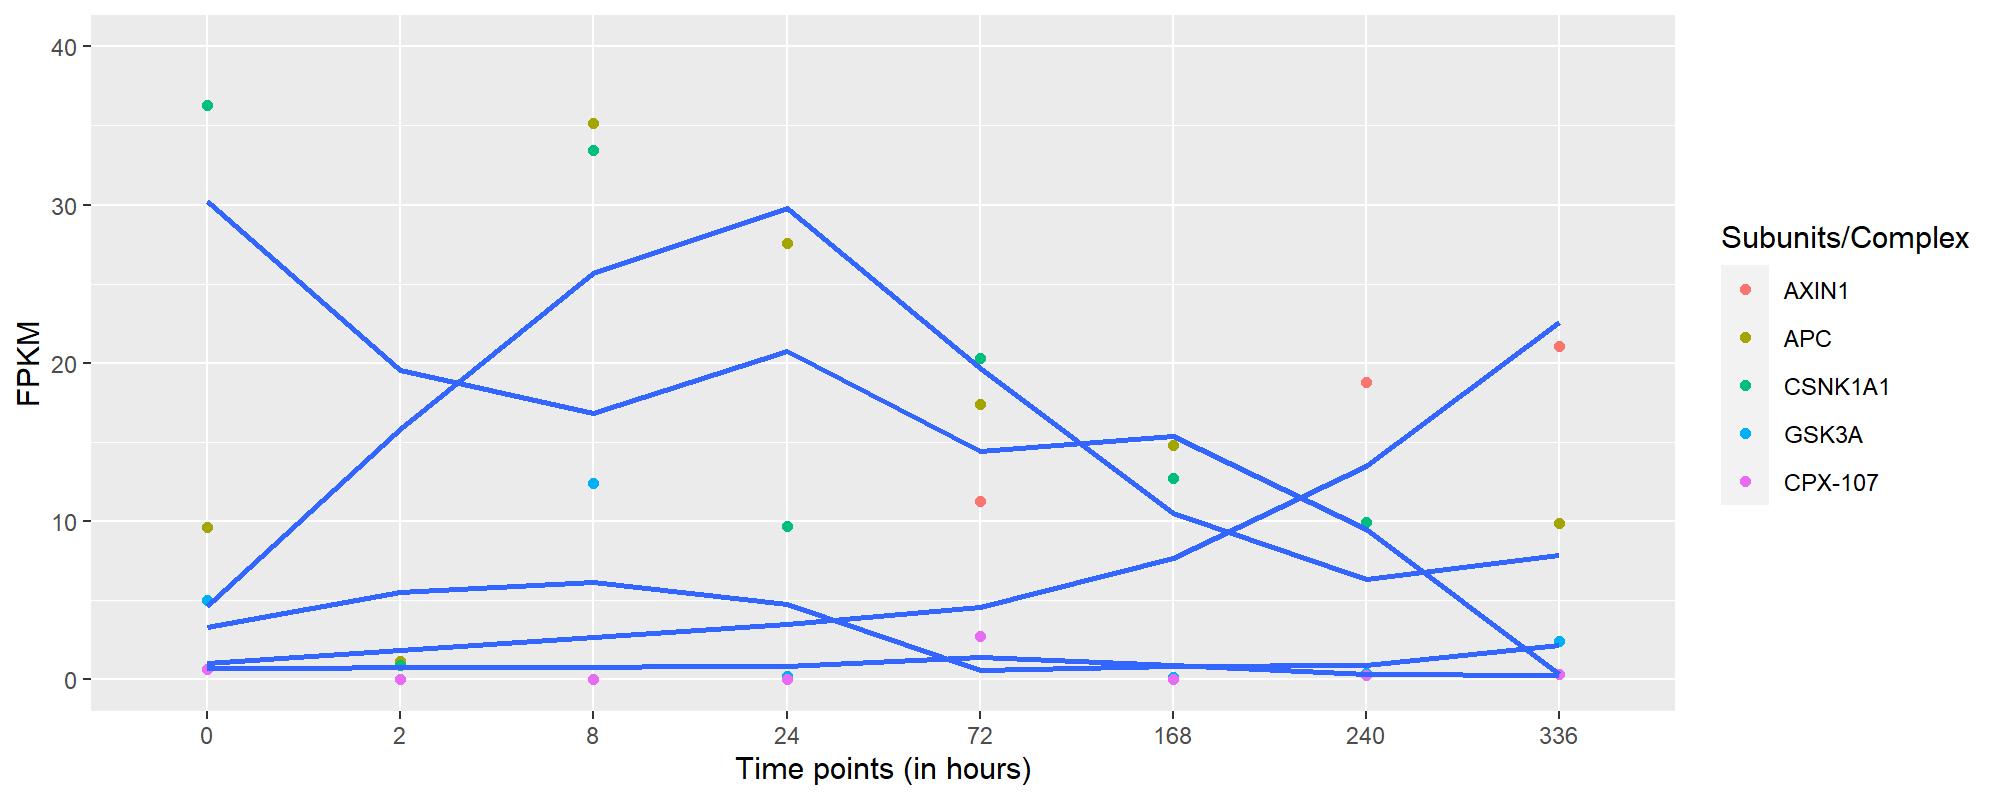 40
30
20
10
0
FPKM
0 2 8 24 72 168 240 336
Time points (in hours)
Subunits/Complex
AXIN1
APC
CSNK1A1
GSK3A
CPX-107